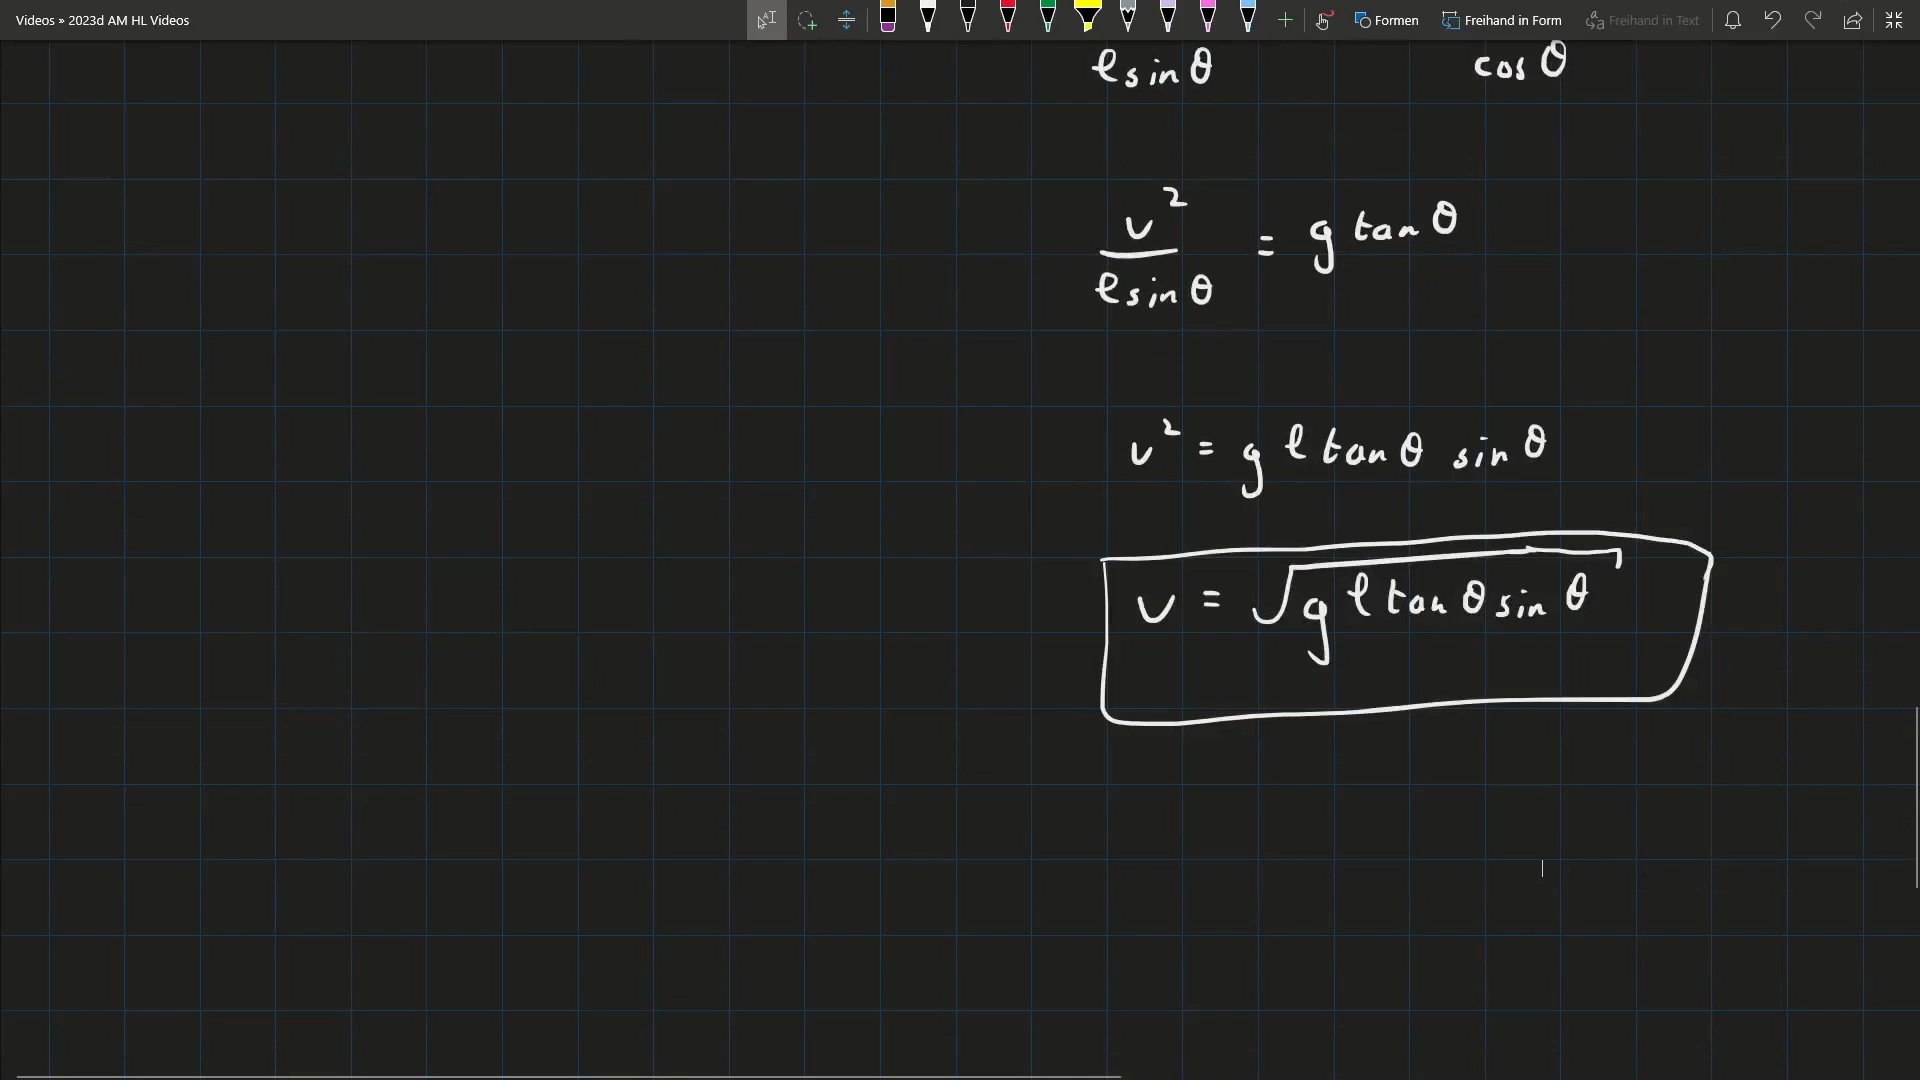 Videos » 2023d AM HL Videos
Formen
Freihand in Form
Freihand in Text
ℓ sin θ cos θ
v² / ℓ sin θ = g tan θ
v² = g ℓ tan θ sin θ
v = √(g ℓ tan θ sin θ)